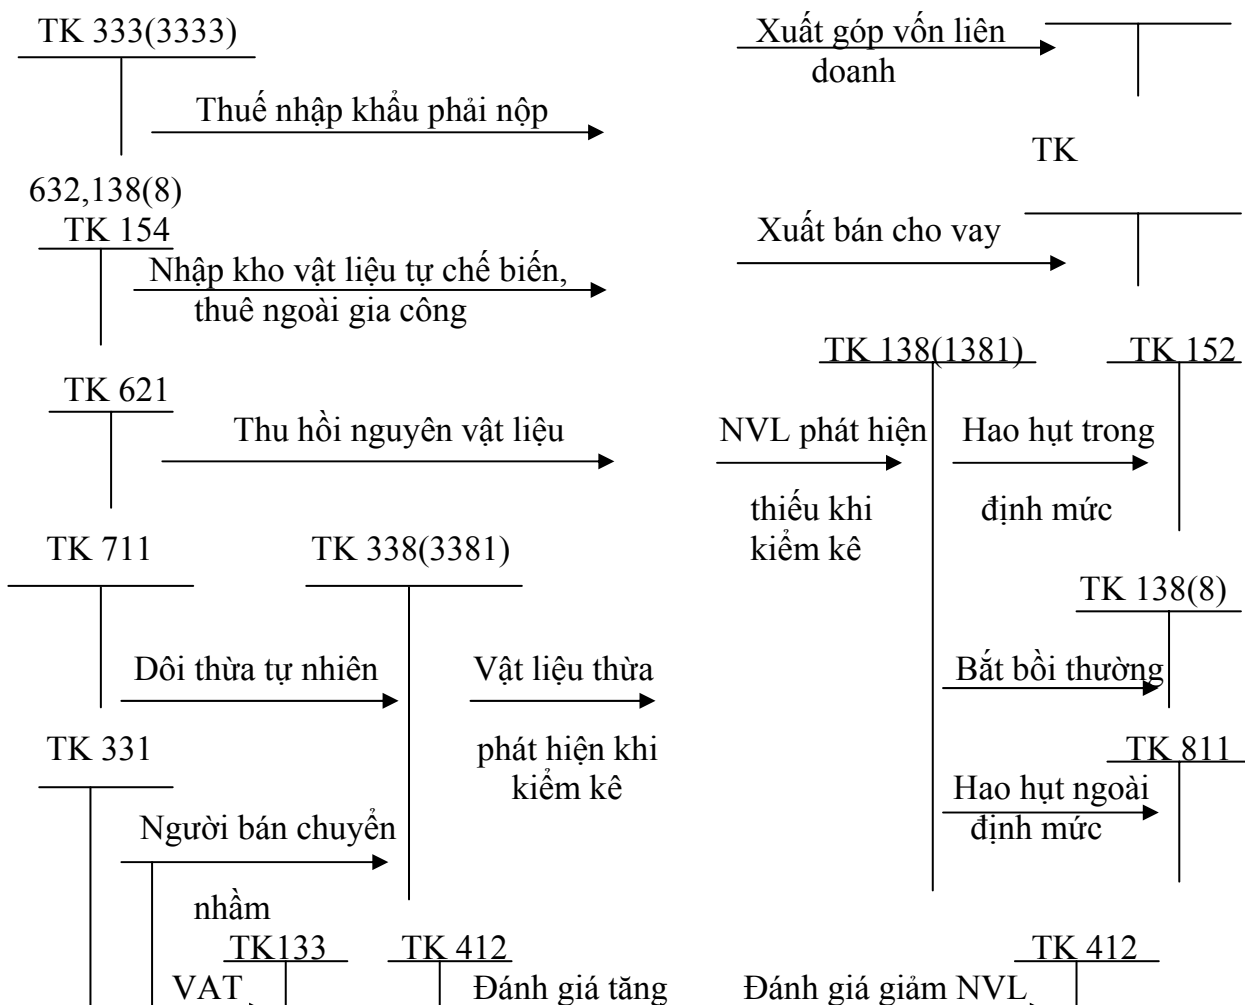 TK 333(3333)
Xuất góp vốn liên
doanh
Thuế nhập khẩu phải nộp
TK
632,138(8)
TK 154
Xuất bán cho vay
Nhập kho vật liệu tự chế biến,
thuê ngoài gia công
TK 138(1381)
TK 152
TK 621
Thu hồi nguyên vật liệu
NVL phát hiện
Hao hụt trong
thiếu khi
định mức
kiểm kê
TK 711
TK 338(3381)
TK 138(8)
Dôi thừa tự nhiên
Vật liệu thừa
Bắt bồi thường
TK 331
phát hiện khi
kiểm kê
TK 811
Hao hụt ngoài
định mức
Người bán chuyển
nhầm
TK133
TK 412
TK 412
VAT
Đánh giá tăng
Đánh giá giảm NVL